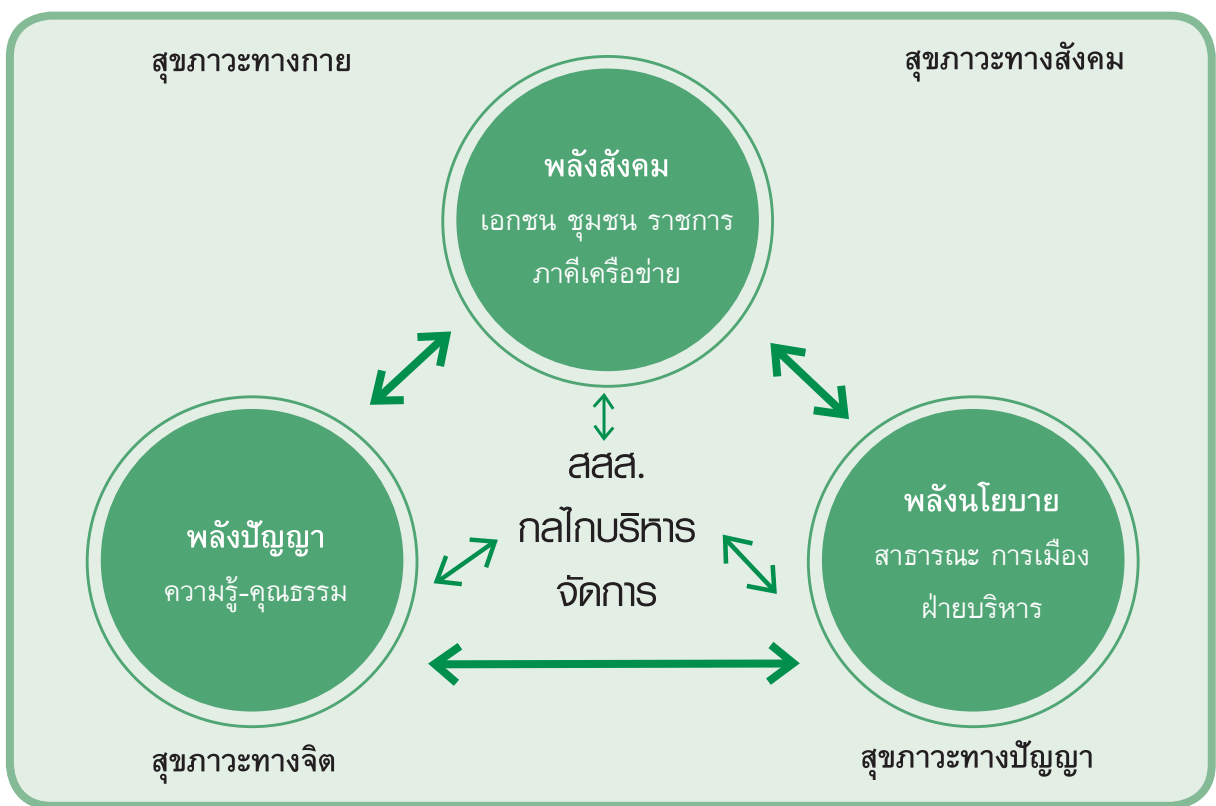 สุขภาวะทางกาย
สุขภาวะทางสังคม
พลังสังคม
เอกชน ชุมชน ราชการ
ภาคีเครือข่าย
สสส.
กลไกบริหาร
จัดการ
พลังปัญญา
ความรู้-คุณธรรม
พลังนโยบาย
สาธารณะ การเมือง
ฝ่ายบริหาร
สุขภาวะทางจิต
สุขภาวะทางปัญญา